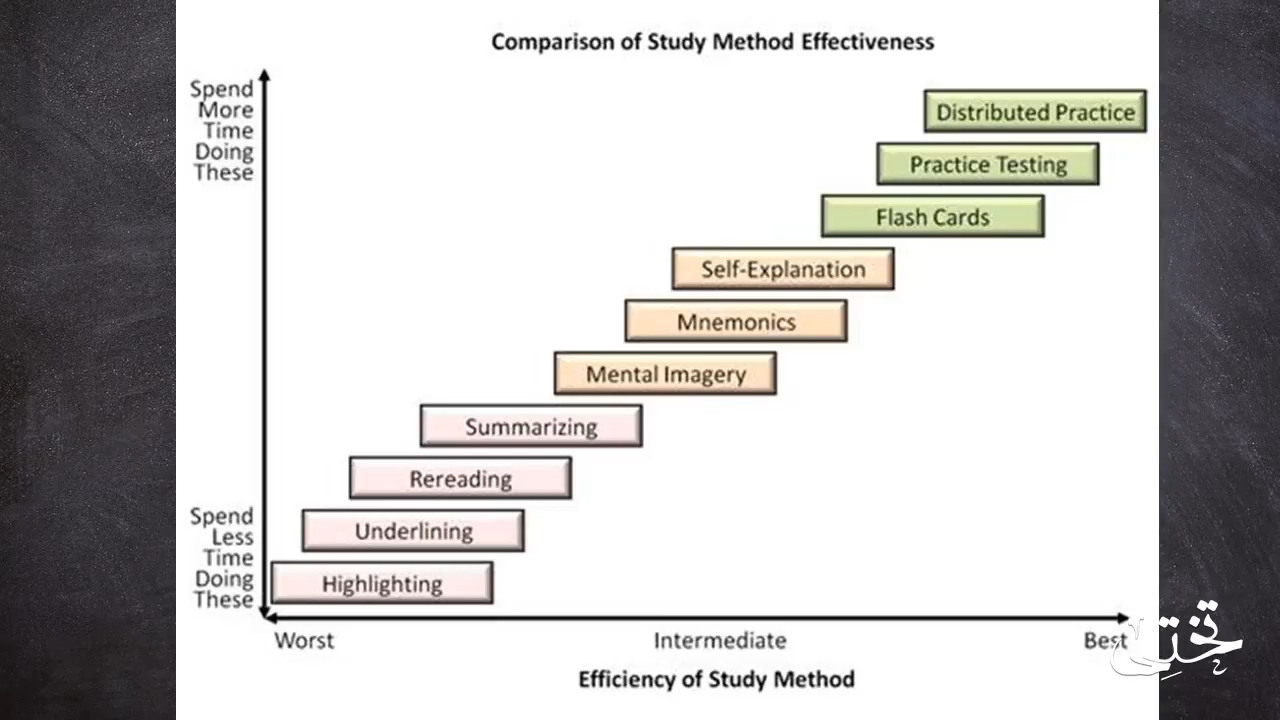 Comparison of Study Method Effectiveness
Spend
More
Time
Doing
These
Distributed Practice
Practice Testing
Flash Cards
Self-Explanation
Mnemonics
Mental Imagery
Summarizing
Rereading
Underlining
Highlighting
Spend
Less
Time
Doing
These
Worst
Intermediate
Best
Efficiency of Study Method